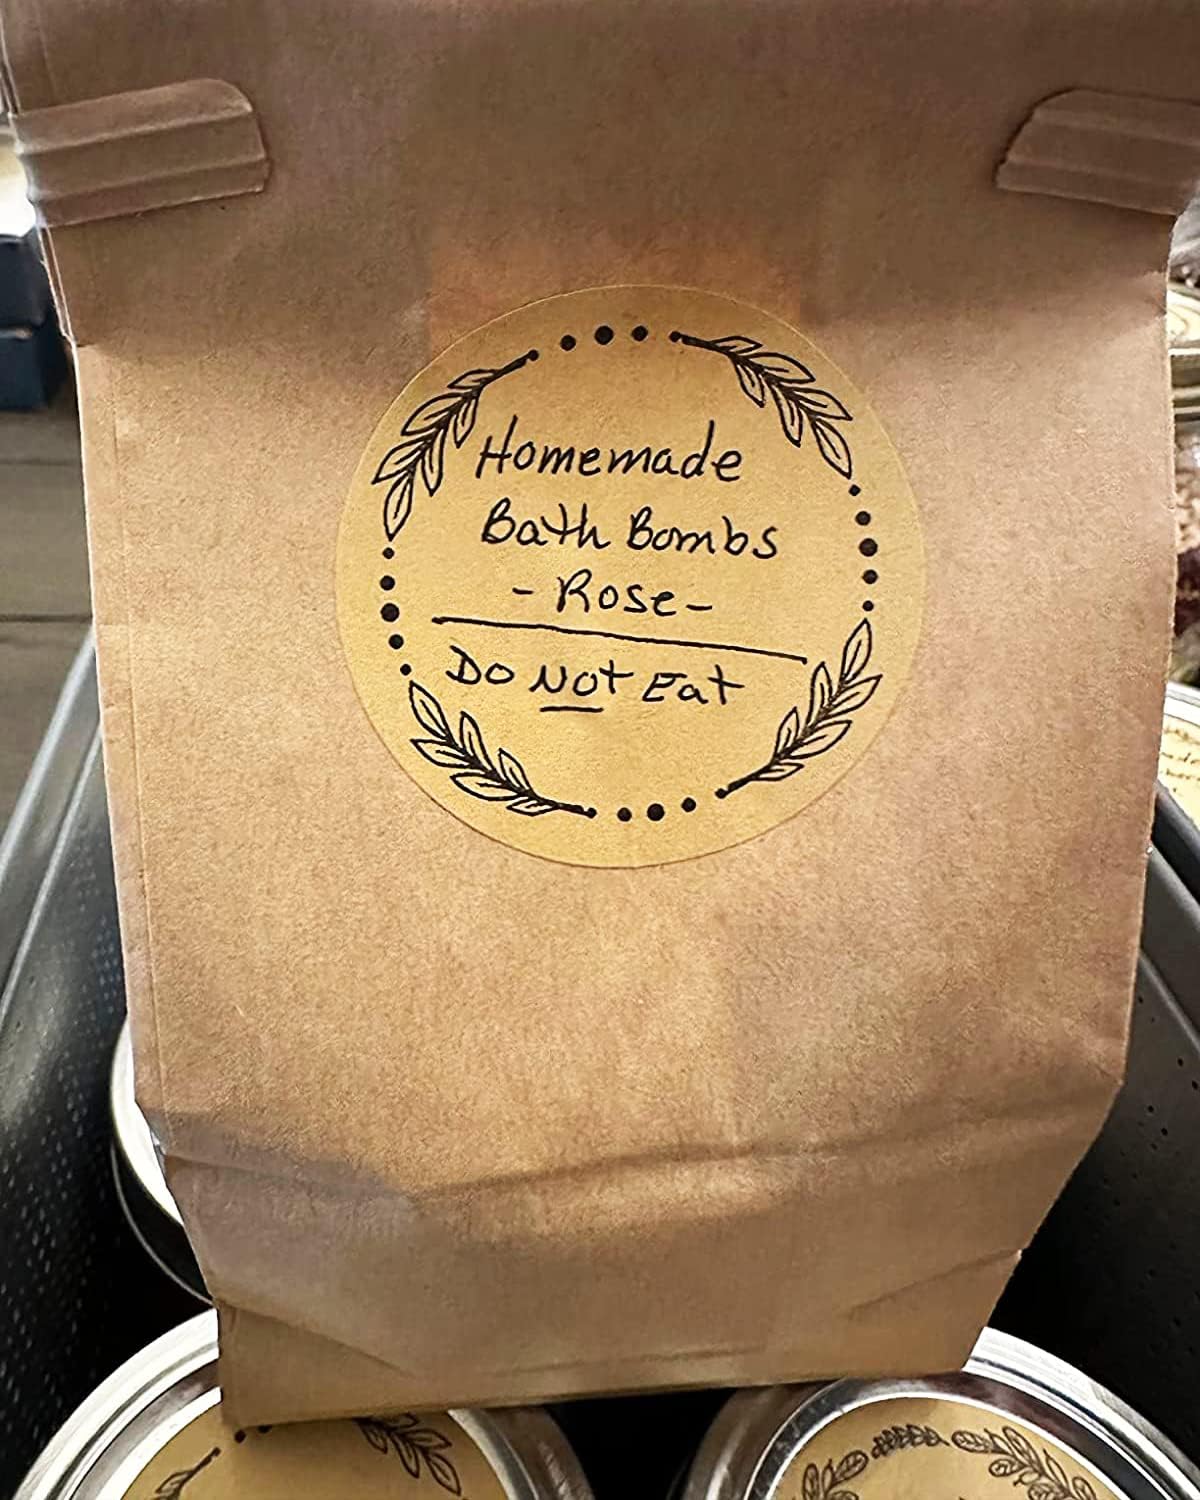 Homemade
Bath Bombs
- Rose -
Do Not Eat